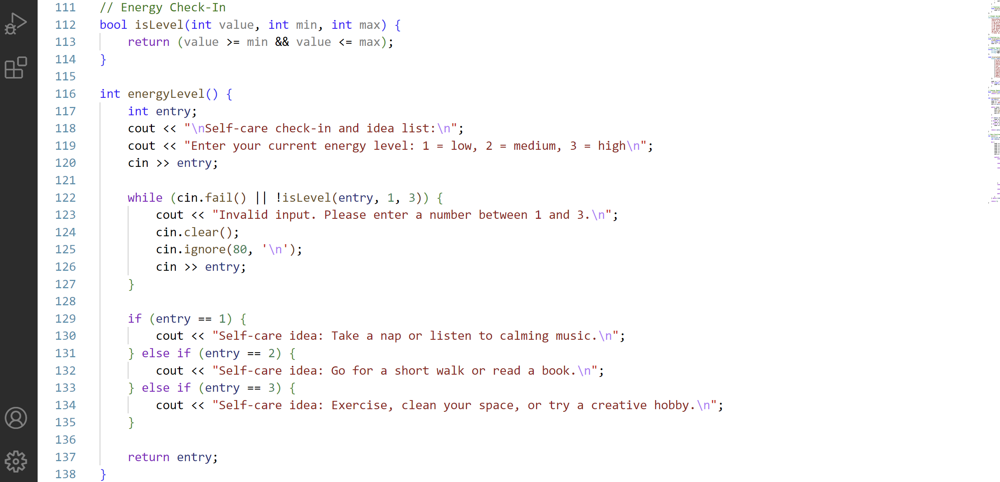 111 // Energy Check-In
112 bool isLevel(int value, int min, int max) {
113     return (value >= min && value <= max);
114 }
115
116 int energyLevel() {
117     int entry;
118     cout << "\nSelf-care check-in and idea list:\n";
119     cout << "Enter your current energy level: 1 = low, 2 = medium, 3 = high\n";
120     cin >> entry;
121
122     while (cin.fail() || !isLevel(entry, 1, 3)) {
123         cout << "Invalid input. Please enter a number between 1 and 3.\n";
124         cin.clear();
125         cin.ignore(80, '\n');
126         cin >> entry;
127     }
128
129     if (entry == 1) {
130         cout << "Self-care idea: Take a nap or listen to calming music.\n";
131     } else if (entry == 2) {
132         cout << "Self-care idea: Go for a short walk or read a book.\n";
133     } else if (entry == 3) {
134         cout << "Self-care idea: Exercise, clean your space, or try a creative hobby.\n";
135     }
136
137     return entry;
138 }